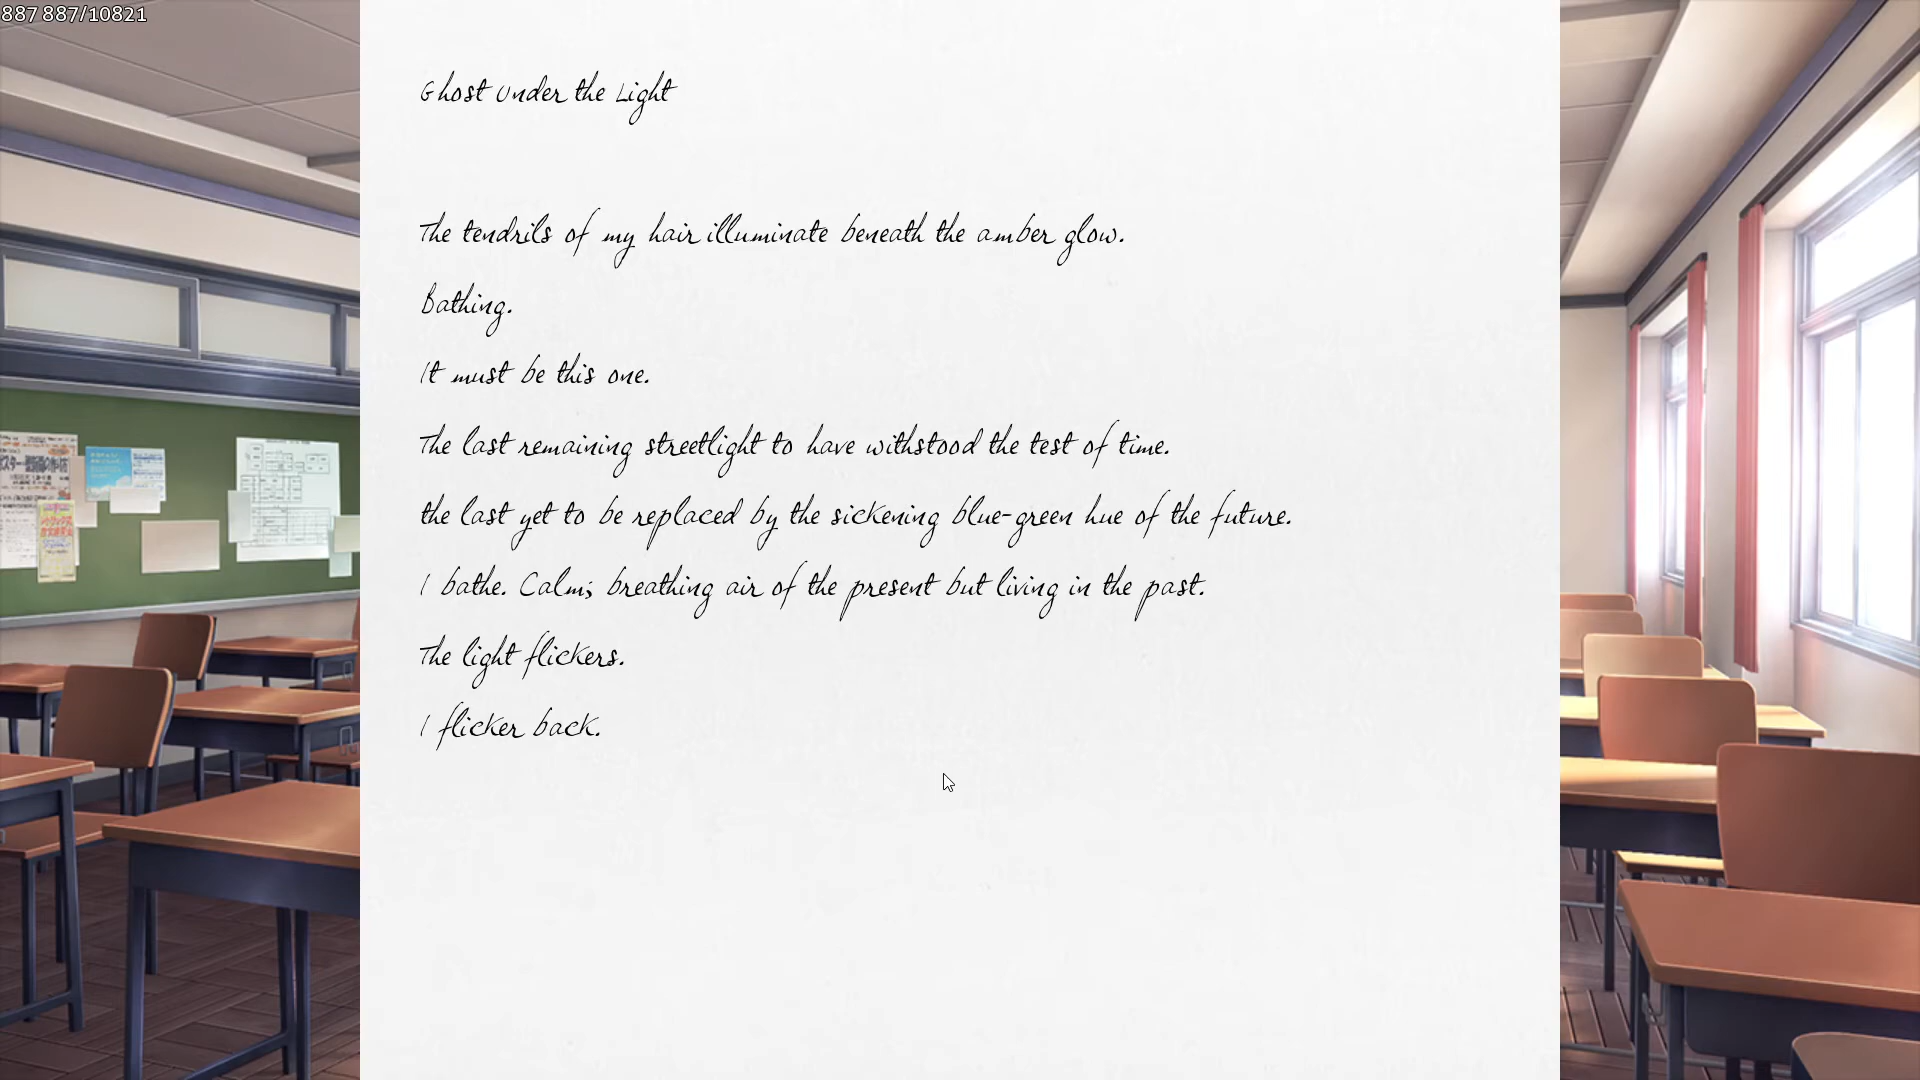 887 887/10821
Ghost Under the Light
The tendrils of my hair illuminate beneath the amber glow.
Bathing.
It must be this one.
The last remaining streetlight to have withstood the test of time.
the last yet to be replaced by the sickening blue-green hue of the future.
I bathe. Calm; breathing air of the present but living in the past.
The light flickers.
I flicker back.